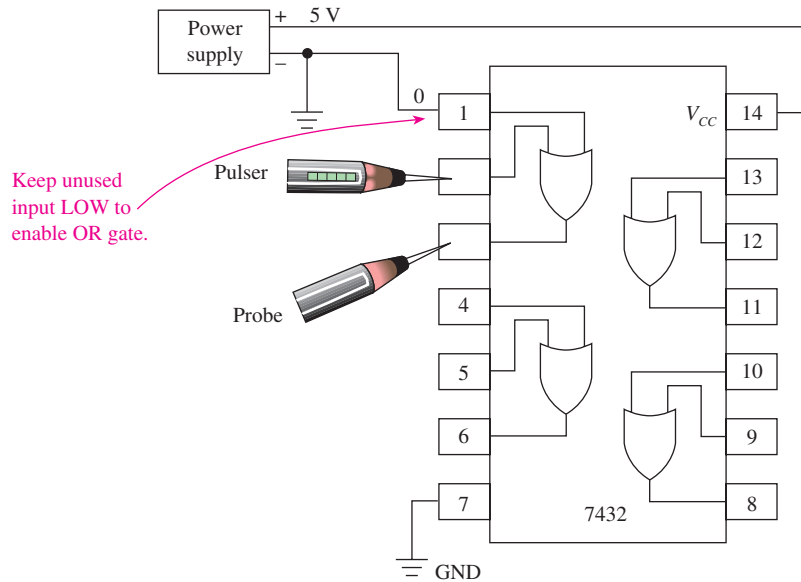 + 5 V
Power
supply
−
0
Keep unused
input LOW to
enable OR gate.
Pulser
Probe
1
4
5
6
7
GND
V_CC 14
13
12
11
10
9
8
7432